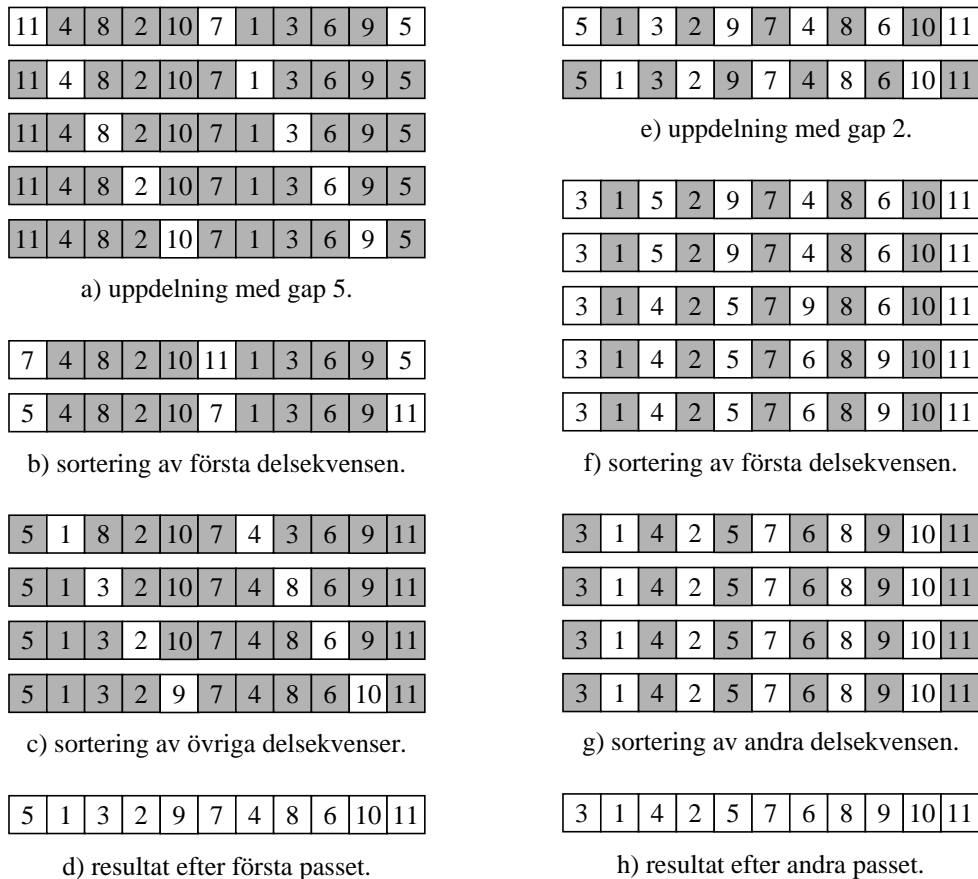 11 4 8 2 10 7 1 3 6 9 5
11 4 8 2 10 7 1 3 6 9 5
11 4 8 2 10 7 1 3 6 9 5
11 4 8 2 10 7 1 3 6 9 5
11 4 8 2 10 7 1 3 6 9 5
a) uppdelning med gap 5.
7 4 8 2 10 11 1 3 6 9 5
5 4 8 2 10 7 1 3 6 9 11
b) sortering av första delsekvensen.
5 1 8 2 10 7 4 3 6 9 11
5 1 3 2 10 7 4 8 6 9 11
5 1 3 2 10 7 4 8 6 9 11
5 1 3 2 9 7 4 8 6 10 11
c) sortering av övriga delsekvenser.
5 1 3 2 9 7 4 8 6 10 11
d) resultat efter första passet.
5 1 3 2 9 7 4 8 6 10 11
5 1 3 2 9 7 4 8 6 10 11
e) uppdelning med gap 2.
3 1 5 2 9 7 4 8 6 10 11
3 1 5 2 9 7 4 8 6 10 11
3 1 4 2 5 7 9 8 6 10 11
3 1 4 2 5 7 6 8 9 10 11
3 1 4 2 5 7 6 8 9 10 11
f) sortering av första delsekvensen.
3 1 4 2 5 7 6 8 9 10 11
3 1 4 2 5 7 6 8 9 10 11
3 1 4 2 5 7 6 8 9 10 11
3 1 4 2 5 7 6 8 9 10 11
g) sortering av andra delsekvensen.
3 1 4 2 5 7 6 8 9 10 11
h) resultat efter andra passet.